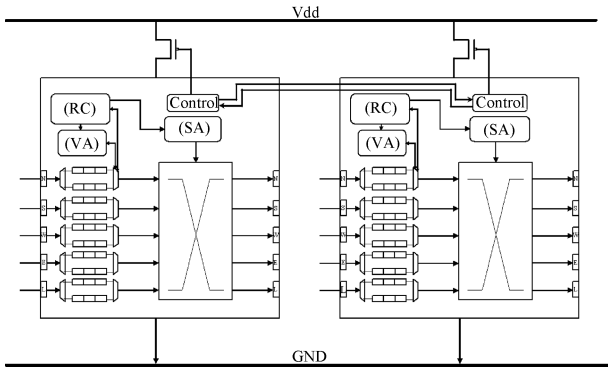 Vdd
(RC) Control (RC) Control
(SA) (SA)
(VA) (VA)
N N N N
S S S S
W W W W
E E E
L L L L
GND